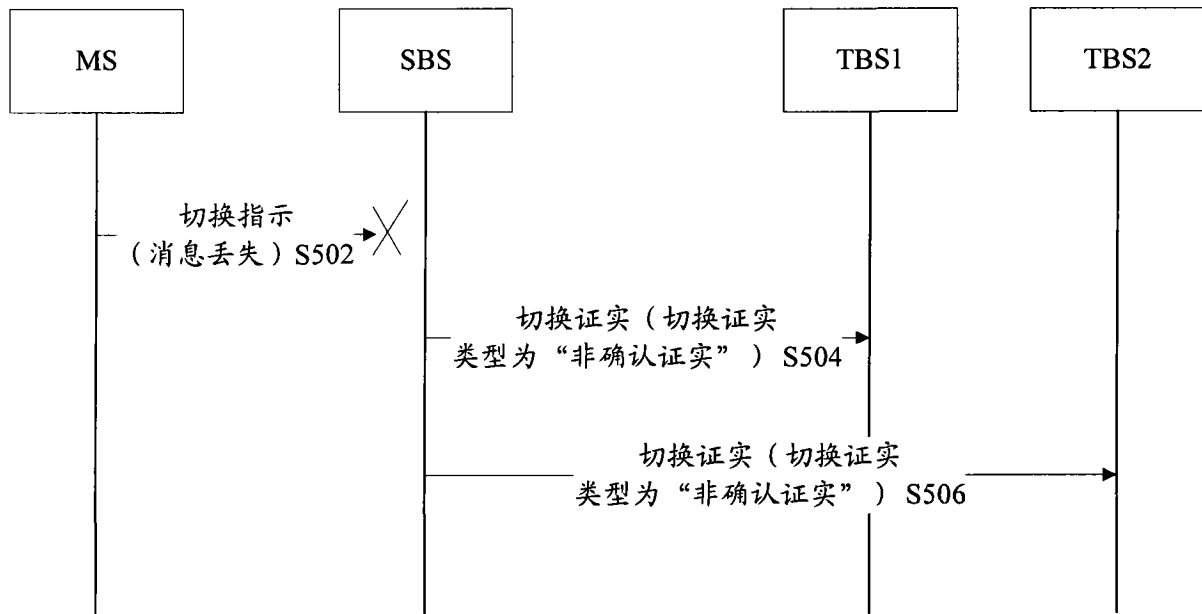 MS
SBS
TBS1
TBS2
切换指示
（消息丢失）S502
切换证实（切换证实
类型为“非确认证实”）S504
切换证实（切换证实
类型为“非确认证实”）S506